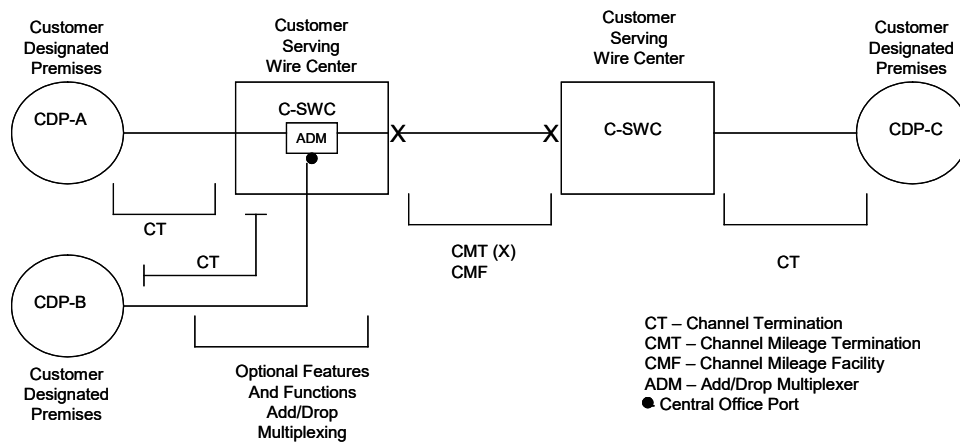 Customer
Designated
Premises
Customer
Serving
Wire Center
Customer
Serving
Wire Center
Customer
Designated
Premises
CDP-A
C-SWC
ADM
X
X
C-SWC
CDP-C
CT
CT
CMT (X)
CMF
CT
CDP-B
Customer
Designated
Premises
Optional Features
And Functions
Add/Drop
Multiplexing
CT – Channel Termination
CMT – Channel Mileage Termination
CMF – Channel Mileage Facility
ADM – Add/Drop Multiplexer
Central Office Port